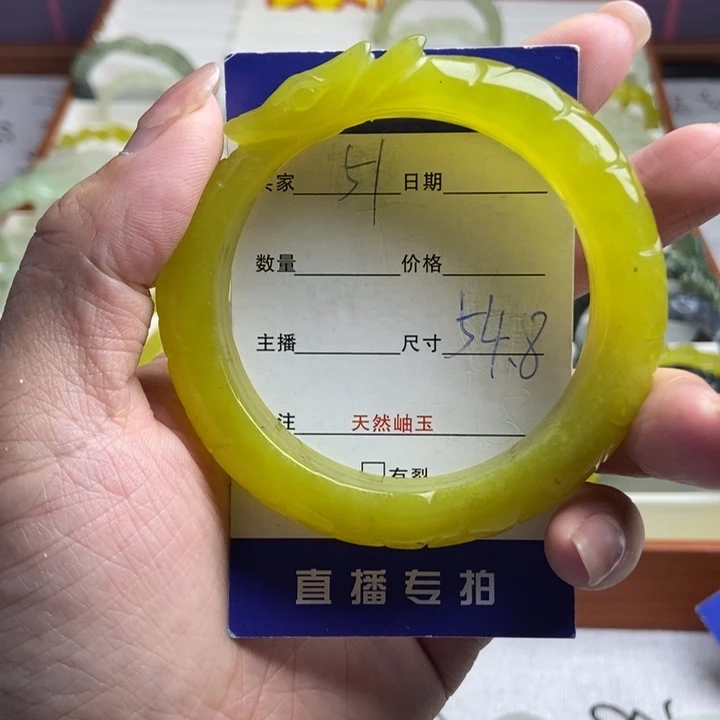 家 51 日期
数量 价格
主播 尺寸 54.8
注 天然岫玉
□有裂
直播专拍